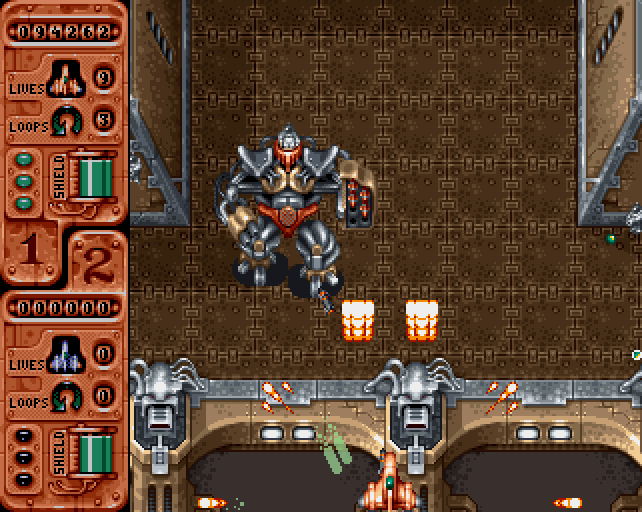 094262
LIVES 9
LOOPS 3
SHIELD
1
2
000000
LIVES 0
LOOPS 0
SHIELD